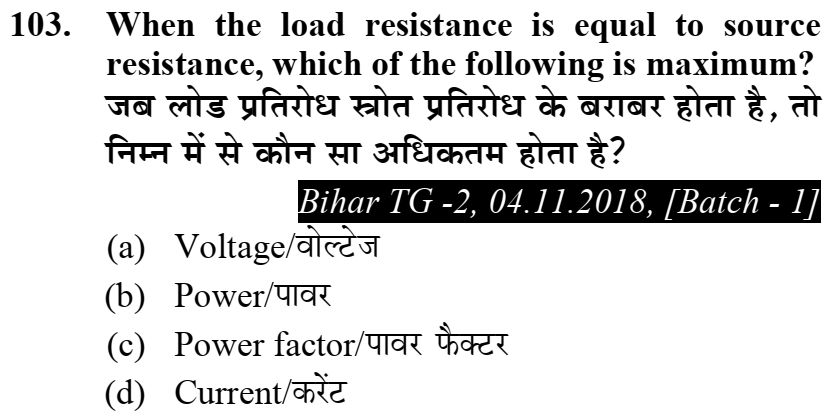 103. When the load resistance is equal to source
resistance, which of the following is maximum?
जब लोड प्रतिरोध स्त्रोत प्रतिरोध के बराबर होता है, तो
निम्न में से कौन सा अधिकतम होता है?
Bihar TG -2, 04.11.2018, [Batch - 1]
(a) Voltage/वोल्टेज
(b) Power/पावर
(c) Power factor/पावर फैक्टर
(d) Current/करेंट